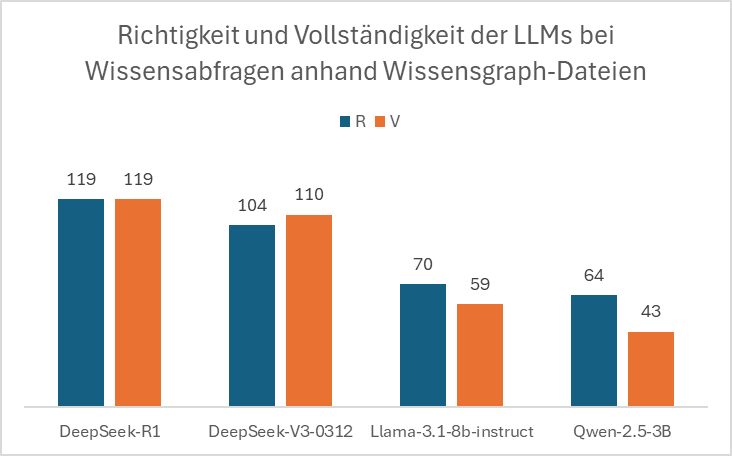 Richtigkeit und Vollständigkeit der LLMs bei
Wissensabfragen anhand Wissensgraph-Dateien
R V
119 119 104 110 70 59 64 43
DeepSeek-R1 DeepSeek-V3-0312 Llama-3.1-8b-instruct Qwen-2.5-3B